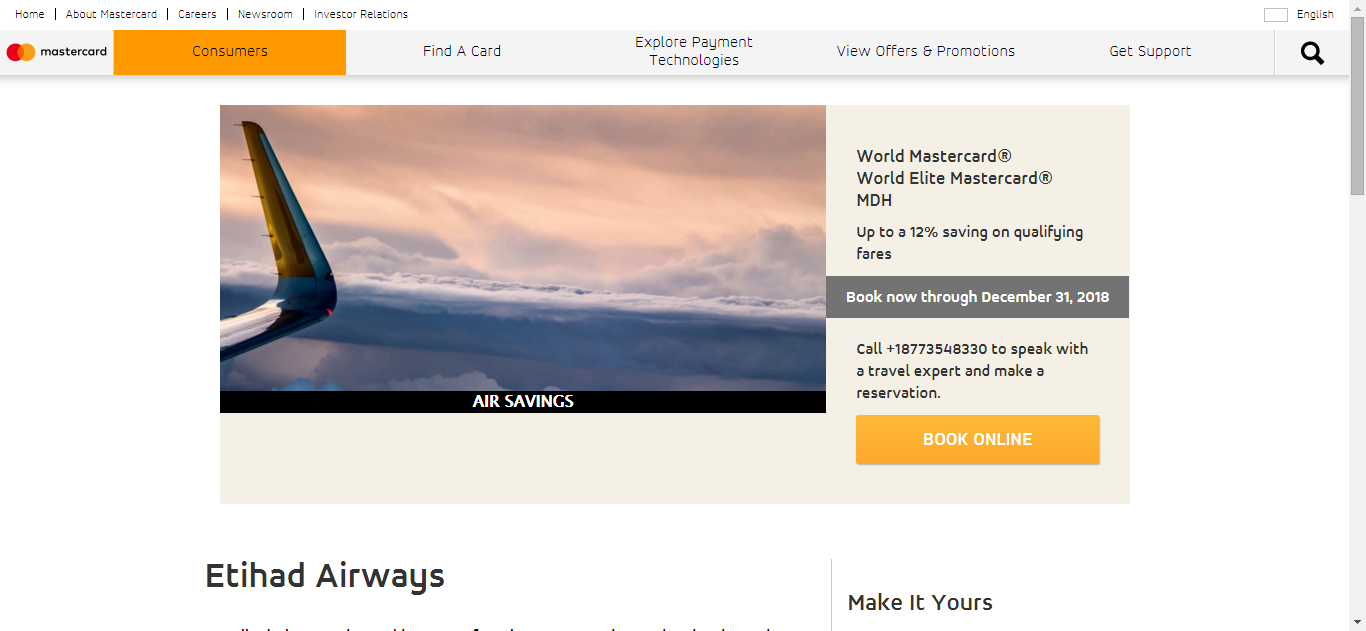 Home
About Mastercard
Careers
Newsroom
Investor Relations
English
mastercard
Consumers
Find A Card
Explore Payment
Technologies
View Offers & Promotions
Get Support
World Mastercard®
World Elite Mastercard®
MDH
Up to a 12% saving on qualifying
fares
Book now through December 31, 2018
Call +18773548330 to speak with
a travel expert and make a
reservation.
BOOK ONLINE
AIR SAVINGS
Etihad Airways
Make It Yours